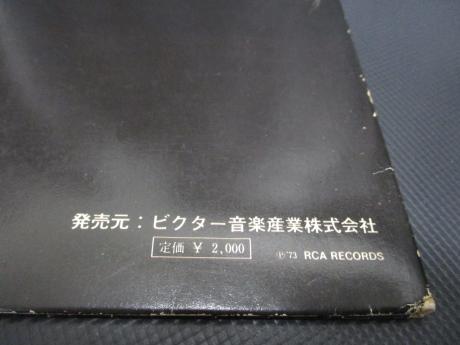 発売元：ビクター音楽産業株式会社
定価 ¥ 2,000
℗'73 RCA RECORDS